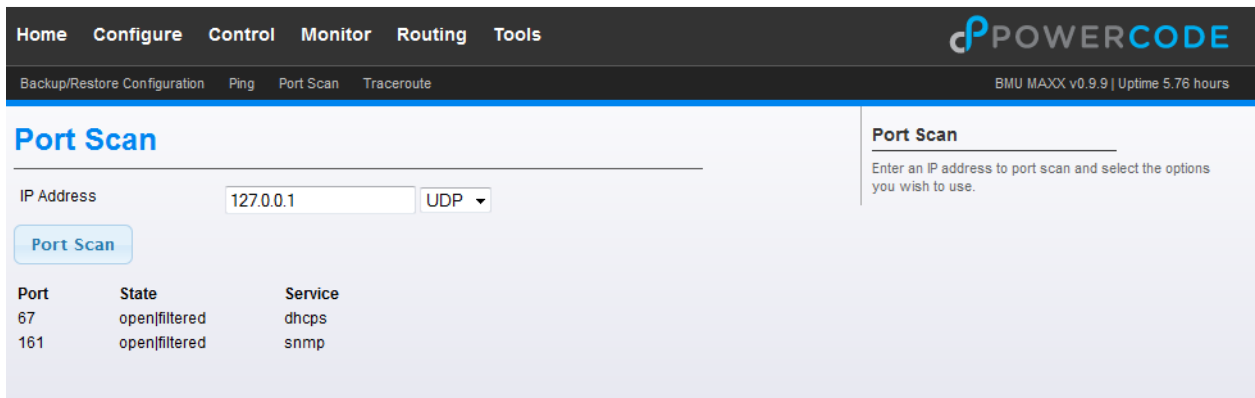 Home Configure Control Monitor Routing Tools
POWERCODE
Backup/Restore Configuration Ping Port Scan Traceroute
BMU MAXX v0.9.9 | Uptime 5.76 hours
Port Scan
IP Address 127.0.0.1 UDP
Port Scan
Port State Service
67 open|filtered dhcps
161 open|filtered snmp
Port Scan
Enter an IP address to port scan and select the options
you wish to use.